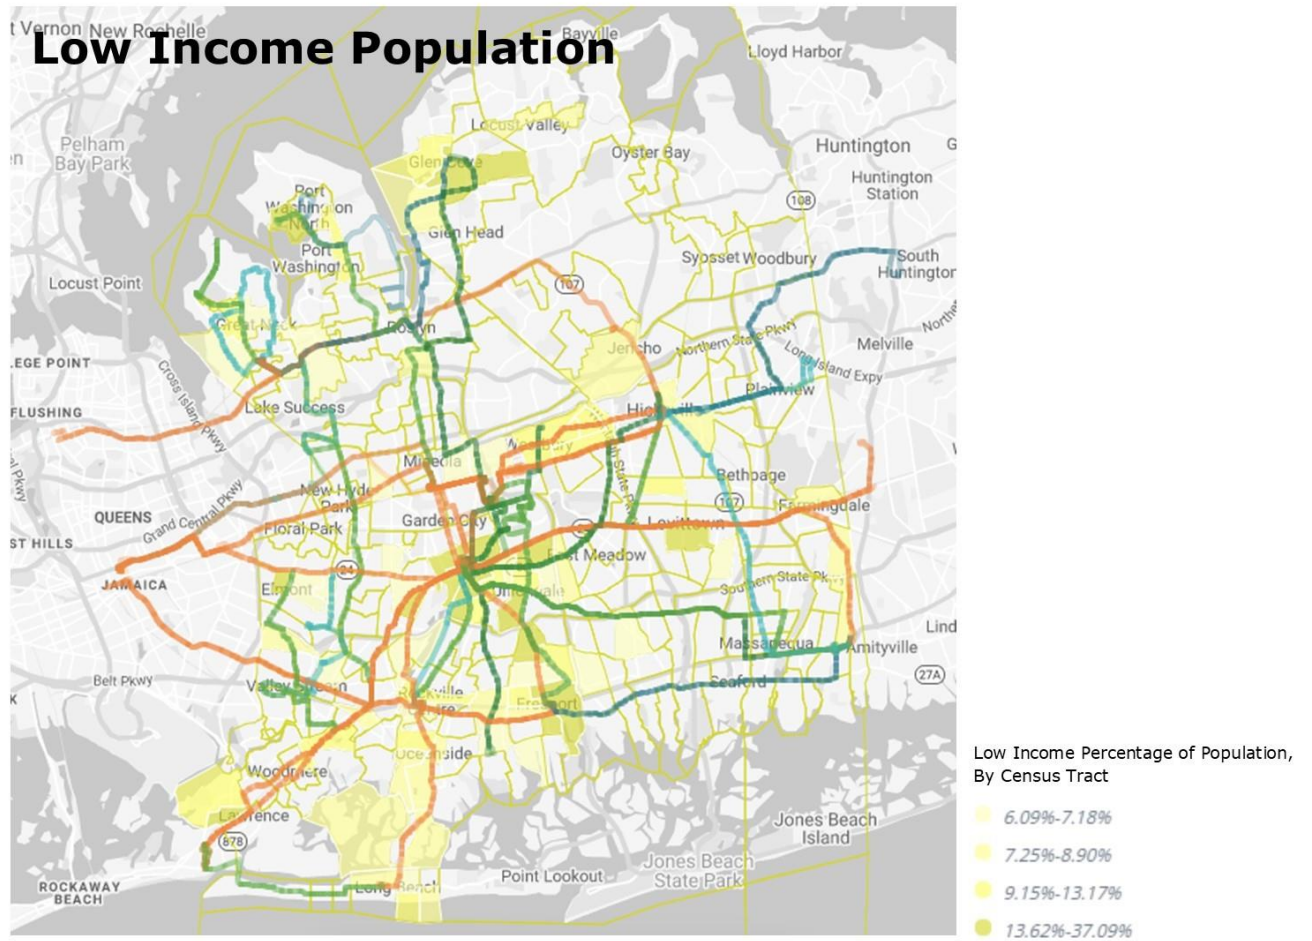 t Vernon
New Rochelle
Low Income Population
Bayville
Lloyd Harbor
Pelham
Bay Park
Locust Valley
Glen Cove
Oyster Bay
Huntington
Huntington
Station
108
Port
Washington
North
Glen Head
Port
Washington
Syosset
Woodbury
South
Huntington
Locust Point
107
Great Neck
Roslyn
Jericho
Northern State Pkwy
Melville
Long Island Expy
LEGE POINT
Cross Island Pkwy
Plainview
FLUSHING
Lake Success
Hicksville
Westbury
Mineola
Bethpage
New Hyde
Park
107
Farmingdale
QUEENS
Grand Central Pkwy
Floral Park
Garden City
Levittown
ST HILLS
East Meadow
24
JAMAICA
Elmont
Uniondale
Southern State Pkwy
Lind
Massapequa
Amityville
Belt Pkwy
27A
Valley Stream
Rockville
Centre
Seaford
Freeport
Oceanside
Woodmere
Lawrence
878
Jones Beach
Island
Jones Beach
State Park
Point Lookout
Long Beach
ROCKAWAY
BEACH
Low Income Percentage of Population,
By Census Tract
6.09%-7.18%
7.25%-8.90%
9.15%-13.17%
13.62%-37.09%